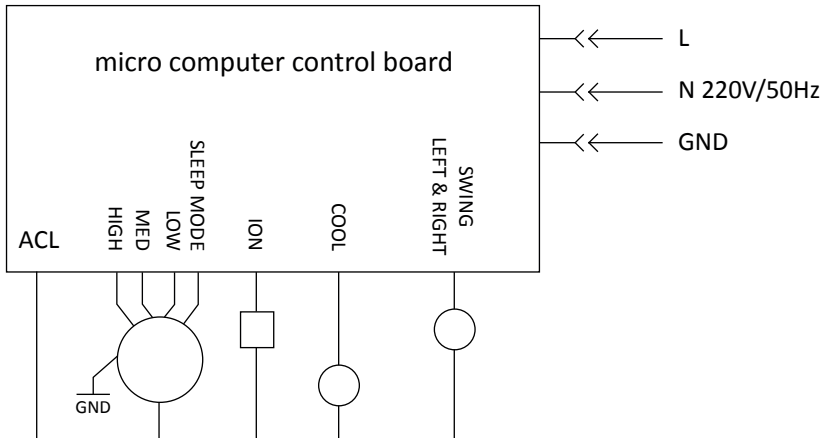 micro computer control board
L
N 220V/50Hz
GND
ACL
HIGH
MED
LOW
SLEEP MODE
ION
COOL
LEFT & RIGHT
SWING
GND